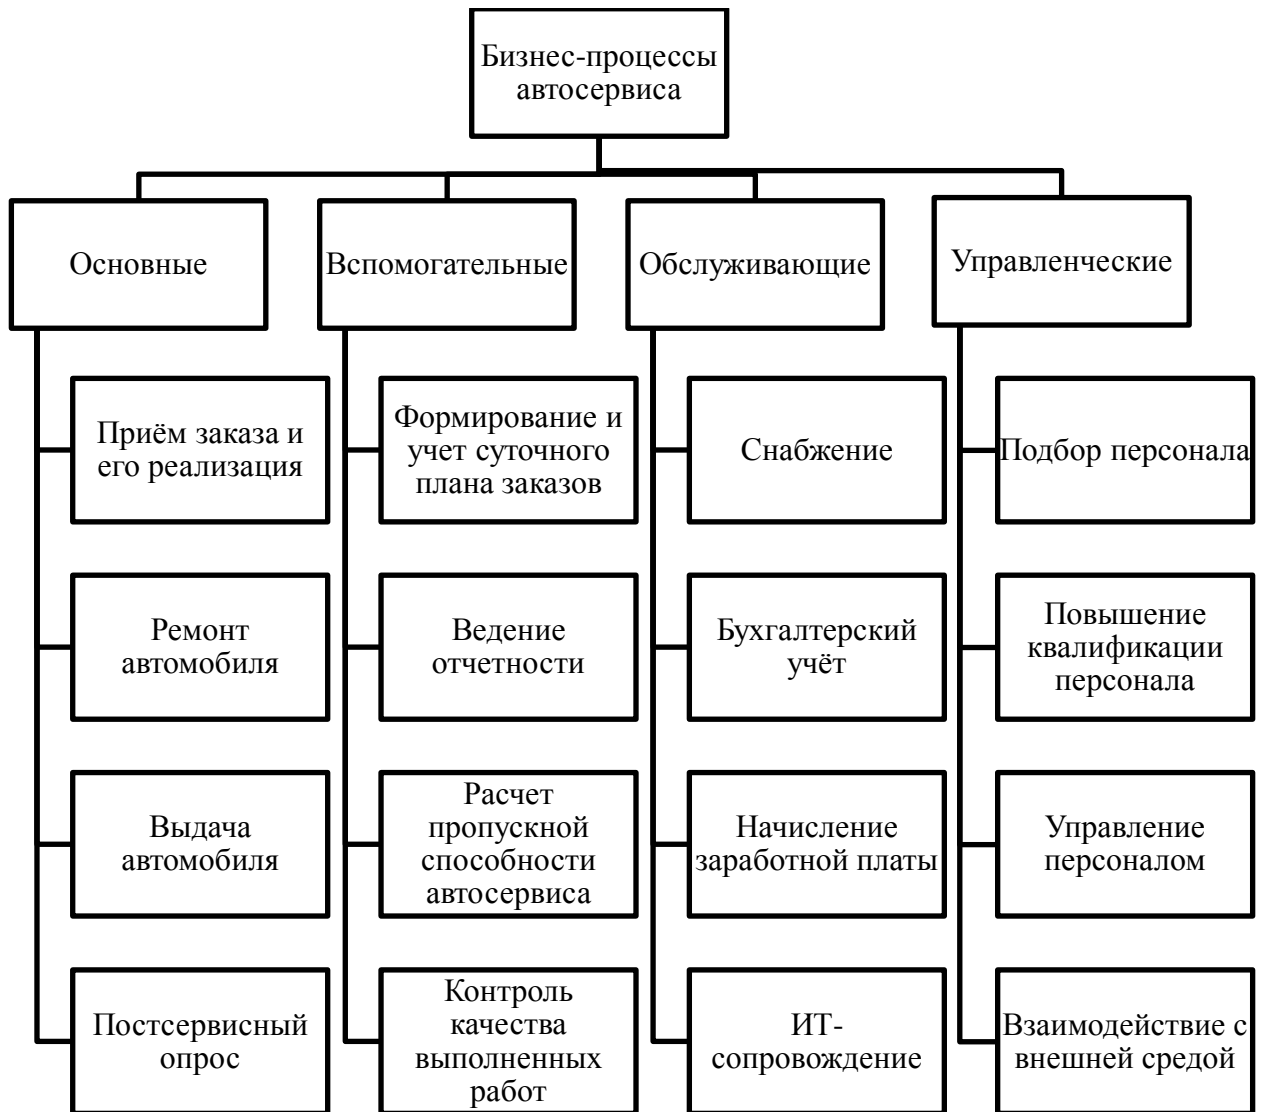 Бизнес-процессы
автосервиса
Основные
Вспомогательные
Обслуживающие
Управленческие
Приём заказа и
его реализация
Формирование и
учет суточного
плана заказов
Снабжение
Подбор персонала
Ремонт
автомобиля
Ведение
отчетности
Бухгалтерский
учёт
Повышение
квалификации
персонала
Выдача
автомобиля
Расчет
пропускной
способности
автосервиса
Начисление
заработной платы
Управление
персоналом
Постсервисный
опрос
Контроль
качества
выполненных
работ
ИТ-
сопровождение
Взаимодействие с
внешней средой